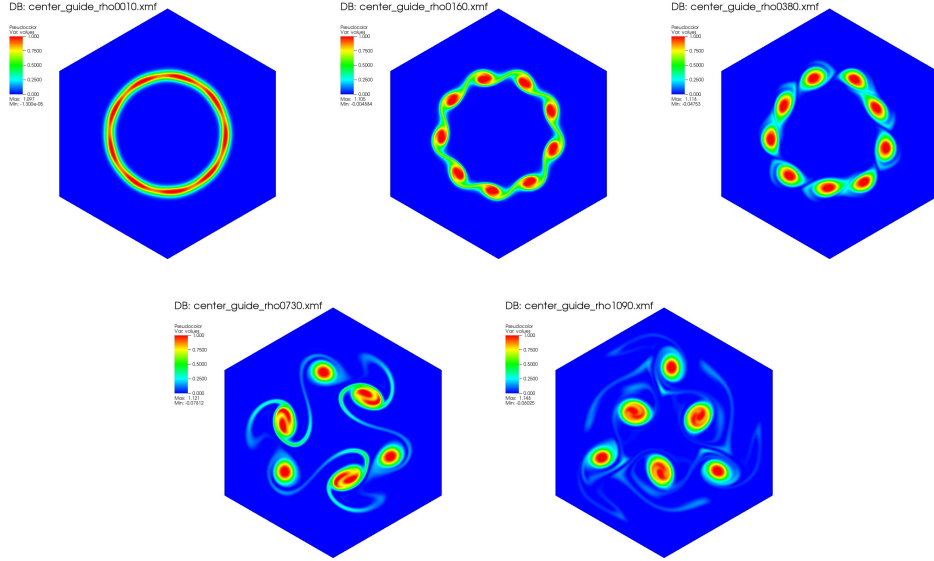 DB: center_guide_rho0010.xmf
Pseudocolor
Var: values
1.000
0.7500
0.5000
0.2500
0.000
Max: 1.097
DB: center_guide_rho0160.xmf
Pseudocolor
Var: values
1.000
0.7500
0.5000
0.2500
0.000
Max: 1.105
DB: center_guide_rho0380.xmf
Pseudocolor
Var: values
1.000
0.7500
0.5000
0.2500
0.000
Max: 1.118
Min: -0.04763
DB: center_guide_rho0730.xmf
Pseudocolor
Var: values
1.000
0.7500
0.5000
0.2500
0.000
Max: 1.121
Min: -0.07812
DB: center_guide_rho1090.xmf
Pseudocolor
Var: values
1.000
0.7500
0.5000
0.2500
0.000
Max: 1.148
Min: -0.06025